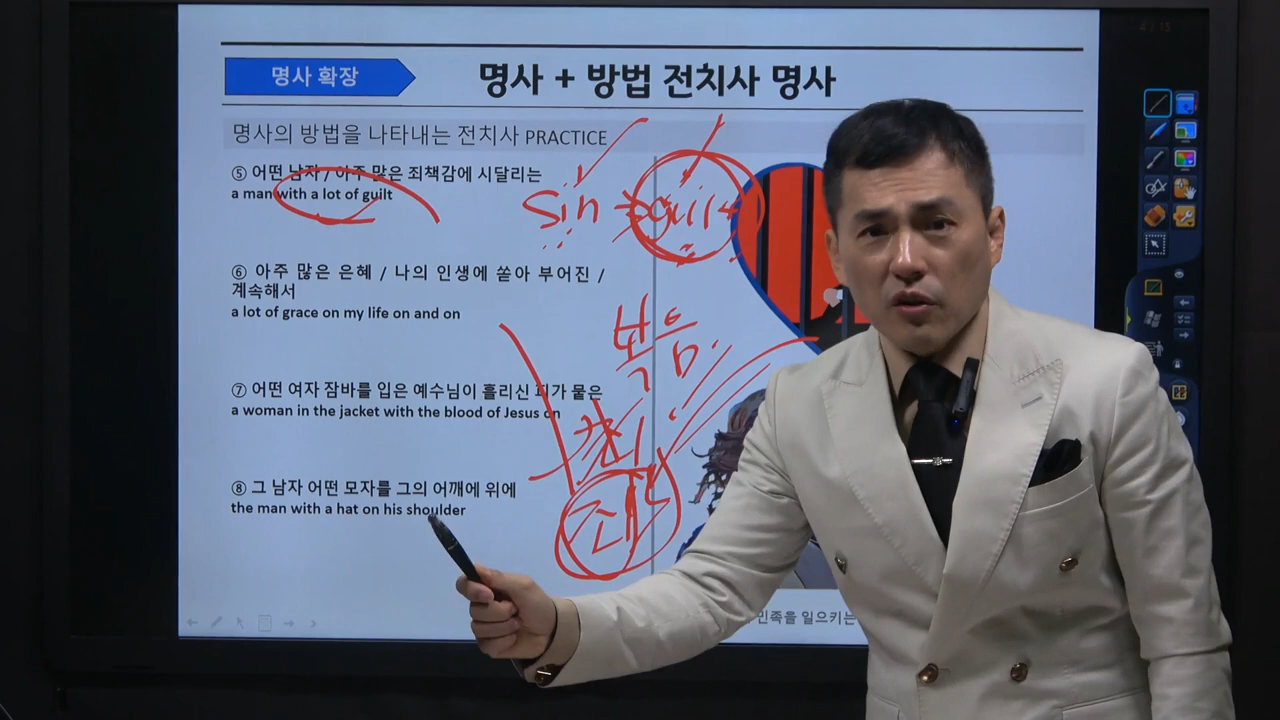 명사 확장
명사 + 방법 전치사 명사
명사의 방법을 나타내는 전치사 PRACTICE
⑤ 어떤 남자 / 아주 많은 죄책감에 시달리는
a man with a lot of guilt
sin guilt
⑥ 아주 많은 은혜 / 나의 인생에 쏟아 부어진 /
계속해서
a lot of grace on my life on and on
복음
⑦ 어떤 여자 잠바를 입은 예수님이 흘리신 피가 뭍은
a woman in the jacket with the blood of Jesus on
⑧ 그 남자 어떤 모자를 그의 어깨에 위에
the man with a hat on his shoulder
민족을 일으키는